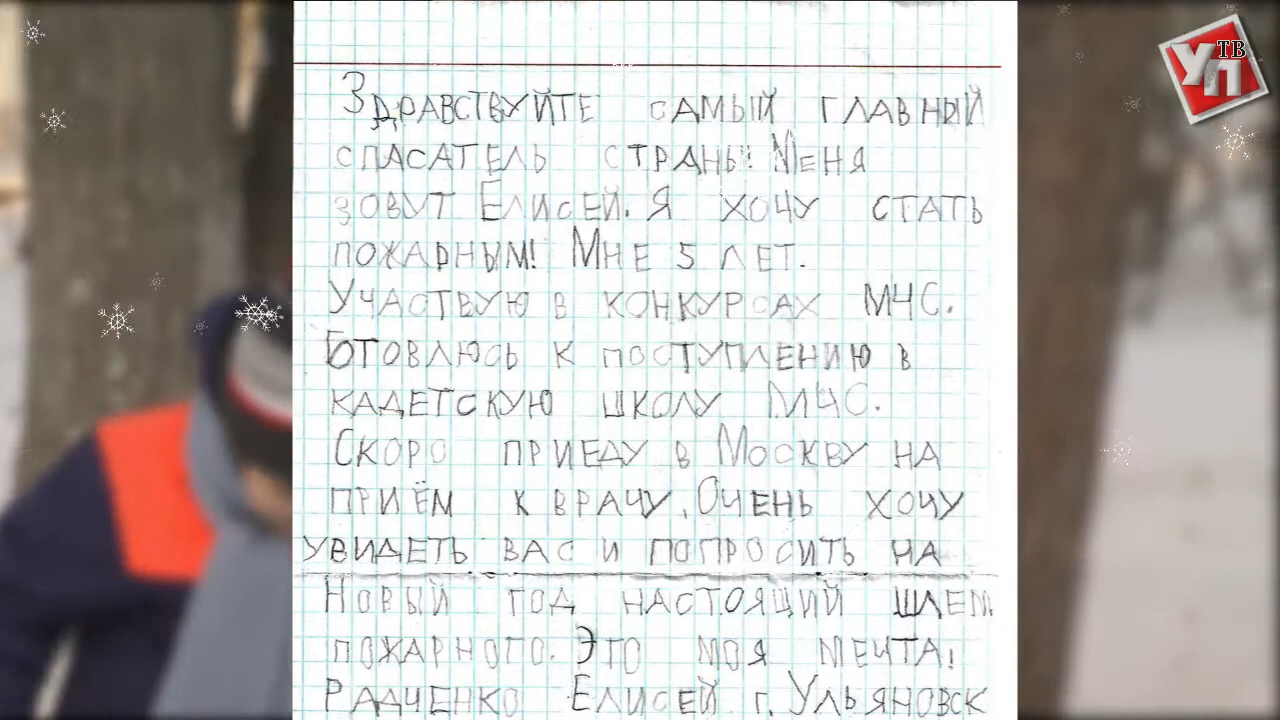 Здравствуйте самый главный
спасатель страны! Меня
зовут Елисей. Я хочу стать
пожарным! Мне 5 лет.
Участвую в конкурсах МЧС.
Готовлюсь к поступлению в
кадетскую школу МЧС.
Скоро приеду в Москву на
приём к врачу. Очень хочу
увидеть вас и попросить на
Новый год настоящий шлем
пожарного. Это моя мечта!
Радченко Елисей г. Ульяновск
УП ТВ